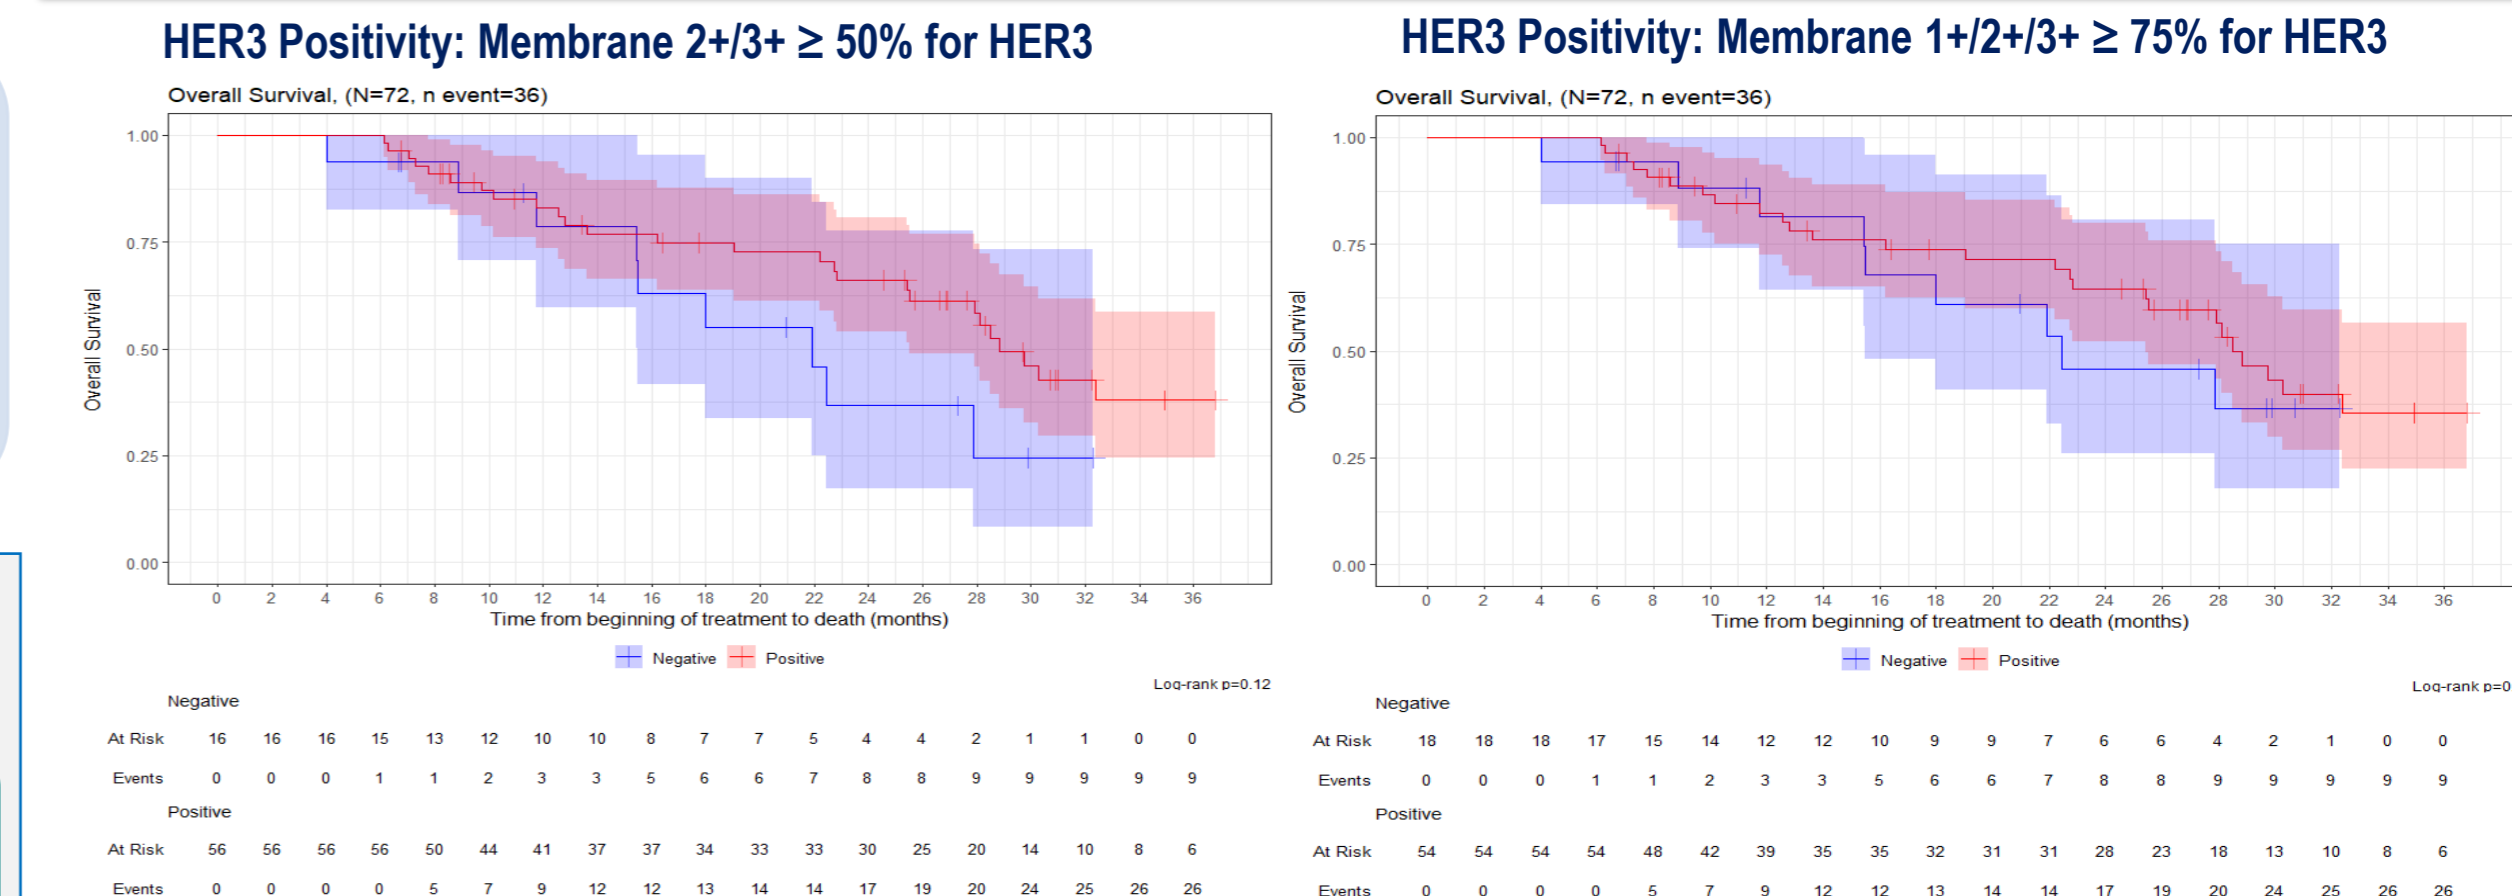 HER3 Positivity: Membrane 2+/3+ ≥ 50% for HER3
Overall Survival, (N=72, n event=36)
1.00
0.75
0.50
0.25
0.00
Overall Survival
0 2 4 6 8 10 12 14 16 18 20 22 24 26 28 30 32 34 36
Time from beginning of treatment to death (months)
Negative Positive
Log-rank p=0.12
Negative
At Risk 16 16 16 15 13 12 10 10 8 7 7 5 4 4 2 1 1 0 0
Events 0 0 0 1 1 2 3 3 5 6 6 7 8 8 9 9 9 9 9
Positive
At Risk 56 56 56 56 50 44 41 37 37 34 33 33 30 25 20 14 10 8 6
Events 0 0 0 0 5 7 9 12 12 13 14 14 17 19 20 24 25 26 26
HER3 Positivity: Membrane 1+/2+/3+ ≥ 75% for HER3
Overall Survival, (N=72, n event=36)
1.00
0.75
0.50
0.25
0.00
Overall Survival
0 2 4 6 8 10 12 14 16 18 20 22 24 26 28 30 32 34 36
Time from beginning of treatment to death (months)
Negative Positive
Log-rank p=0
Negative
At Risk 18 18 18 17 15 14 12 12 10 9 9 7 6 6 4 2 1 0 0
Events 0 0 0 1 1 2 3 3 5 6 6 7 8 8 9 9 9 9 9
Positive
At Risk 54 54 54 54 48 42 39 35 35 32 31 31 28 23 18 13 10 8 6
Events 0 0 0 0 5 7 9 12 12 13 14 14 17 19 20 24 25 26 26